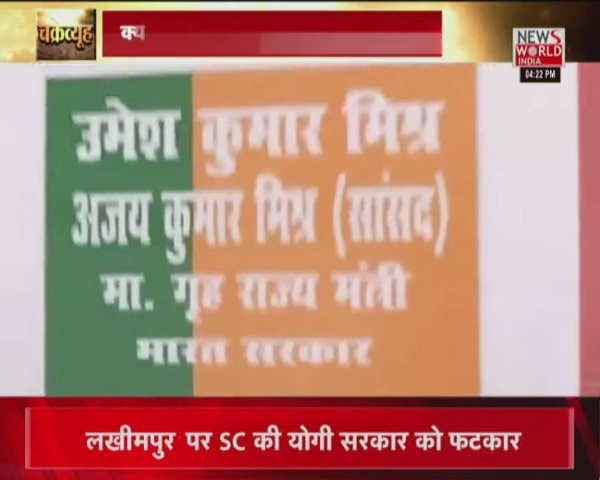 चक्रव्यूह
क्य
NEWS
WORLD
INDIA
04:22 PM
उमेश कुमार मिश्र
अजय कुमार मिश्र (सांसद)
मा. गृह राज्य मंत्री
भारत सरकार
लखीमपुर पर SC की योगी सरकार को फटकार